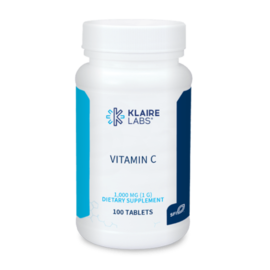 KLAIRE
LABS®
VITAMIN C
1,000 MG (1 G)
DIETARY SUPPLEMENT
100 TABLETS